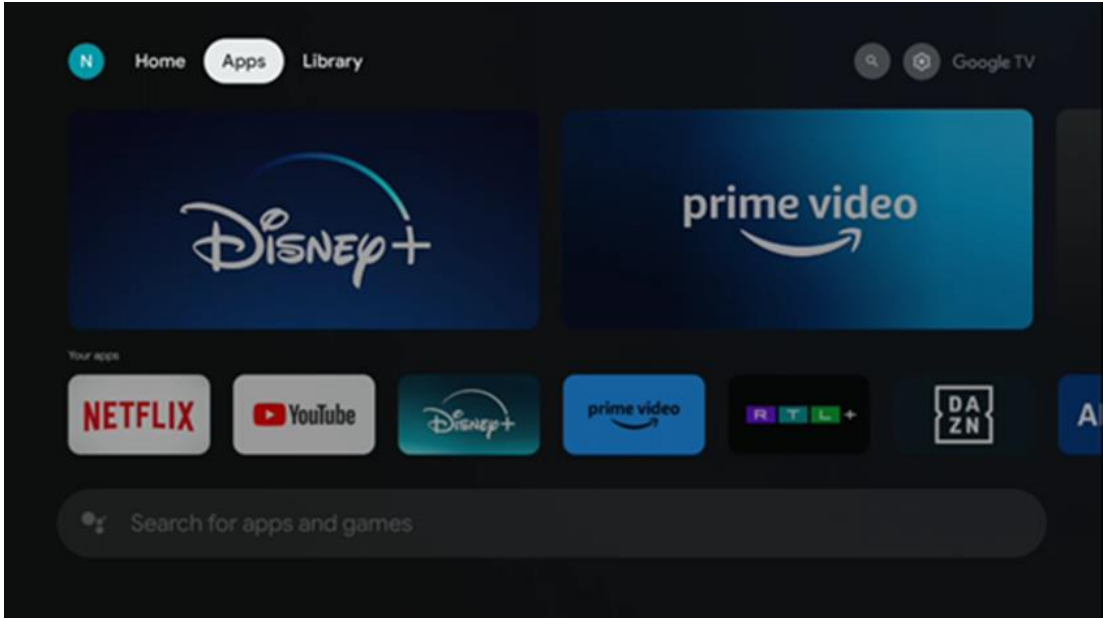 N Home Apps Library Google TV
Disney+ prime video
Your apps
NETFLIX YouTube Disney+ prime video RTL+ DAZN
Search for apps and games